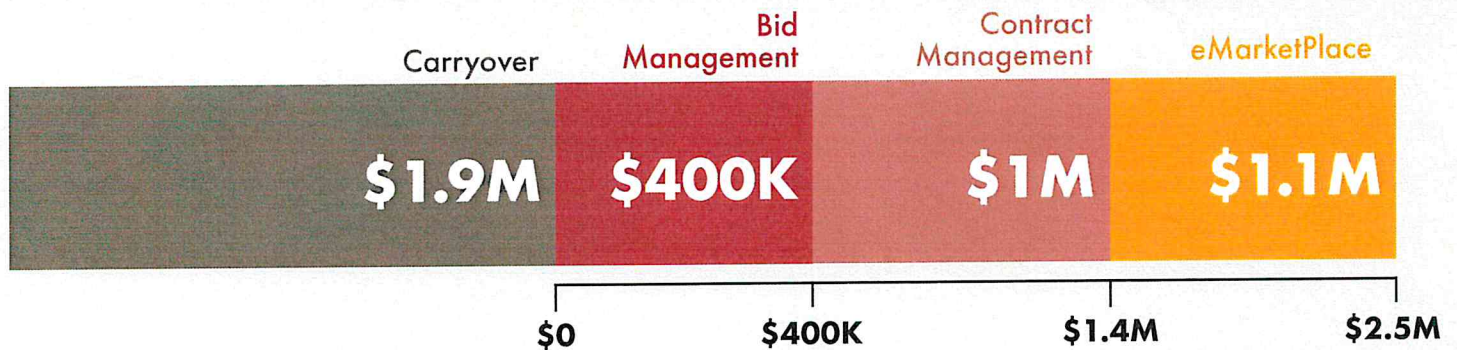 Carryover
Bid
Management
Contract
Management
eMarketPlace
$1.9M
$400K
$1M
$1.1M
$0
$400K
$1.4M
$2.5M